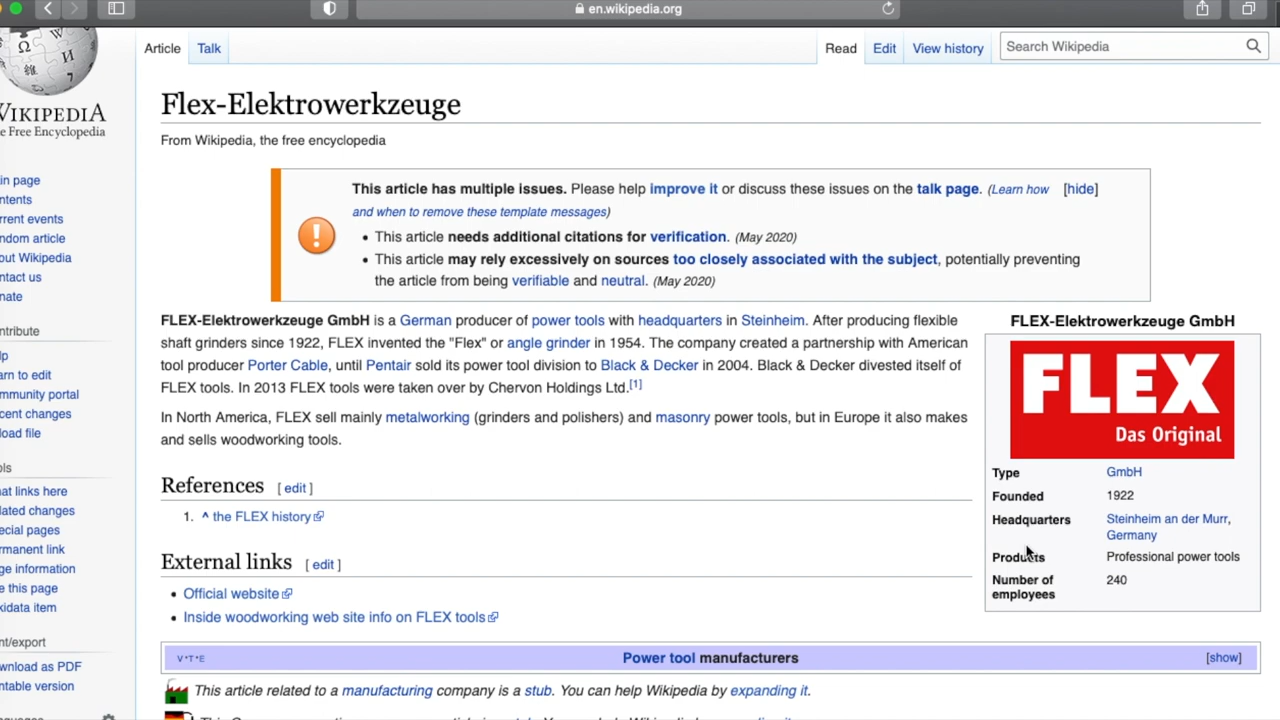 en.wikipedia.org
Article Talk Read Edit View history Search Wikipedia
WIKIPEDIA
e Free Encyclopedia
in page
ntents
rrent events
ndom article
out Wikipedia
ntact us
nate
ntribute
lp
arn to edit
mmunity portal
cent changes
load file
ols
hat links here
lated changes
ecial pages
rmanent link
ge information
e this page
kidata item
nt/export
wnload as PDF
ntable version
Flex-Elektrowerkzeuge
From Wikipedia, the free encyclopedia
This article has multiple issues. Please help improve it or discuss these issues on the talk page. (Learn how [hide]
and when to remove these template messages)
• This article needs additional citations for verification. (May 2020)
• This article may rely excessively on sources too closely associated with the subject, potentially preventing
the article from being verifiable and neutral. (May 2020)
FLEX-Elektrowerkzeuge GmbH is a German producer of power tools with headquarters in Steinheim. After producing flexible
shaft grinders since 1922, FLEX invented the "Flex" or angle grinder in 1954. The company created a partnership with American
tool producer Porter Cable, until Pentair sold its power tool division to Black & Decker in 2004. Black & Decker divested itself of
FLEX tools. In 2013 FLEX tools were taken over by Chervon Holdings Ltd.[1]
In North America, FLEX sell mainly metalworking (grinders and polishers) and masonry power tools, but in Europe it also makes
and sells woodworking tools.
FLEX-Elektrowerkzeuge GmbH
FLEX
Das Original
Type GmbH
Founded 1922
Headquarters Steinheim an der Murr,
Germany
Products Professional power tools
Number of 240
employees
References [ edit ]
1. ^ the FLEX history
External links [ edit ]
• Official website
• Inside woodworking web site info on FLEX tools
V·T·E Power tool manufacturers [show]
This article related to a manufacturing company is a stub. You can help Wikipedia by expanding it.